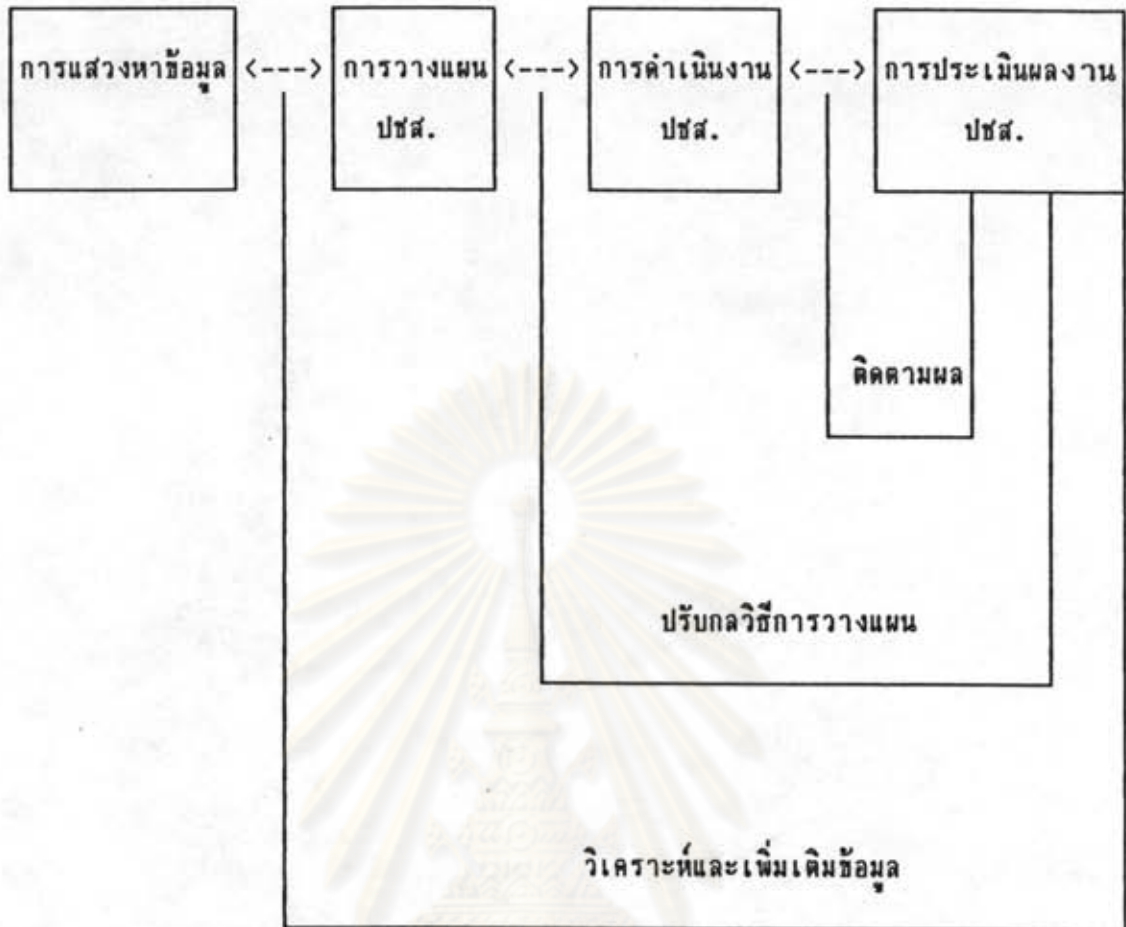 การแสวงหาข้อมูล <---> การวางแผน <---> การดำเนินงาน <---> การประเมินผลงาน
ปชส. ปชส. ปชส.
ติดตามผล
ปรับกลวิธีการวางแผน
วิเคราะห์และเพิ่มเติมข้อมูล